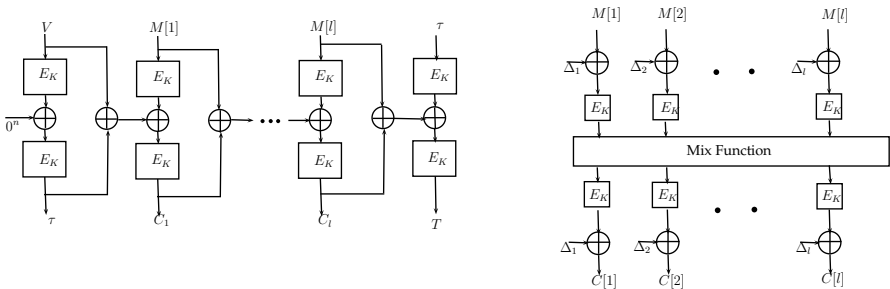 V M[1] M[l] τ
E_K E_K E_K E_K
0^n
E_K E_K E_K E_K
τ C_1 C_l T
M[1] M[2] M[l]
Δ_1 Δ_2 Δ_l
E_K E_K E_K
Mix Function
E_K E_K E_K
Δ_1 Δ_2 Δ_l
C[1] C[2] C[l]